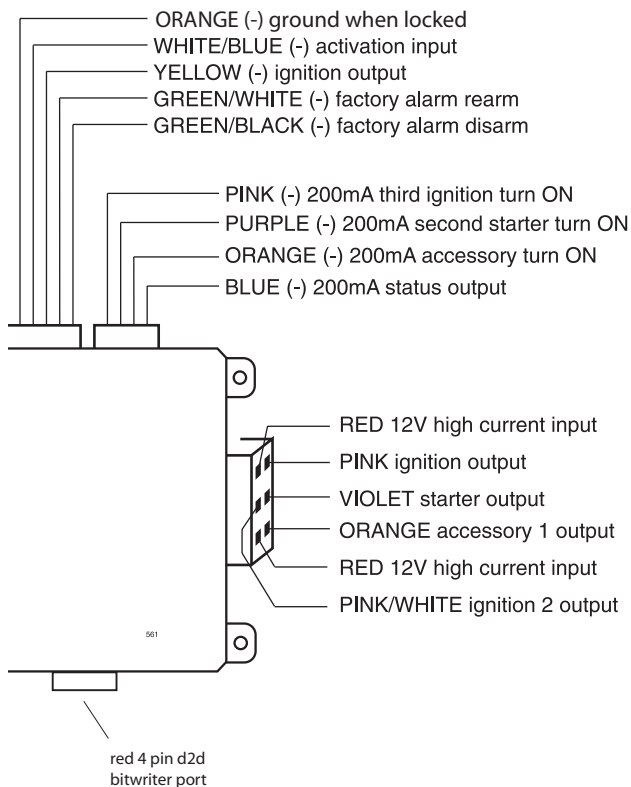 ORANGE (-) ground when locked
WHITE/BLUE (-) activation input
YELLOW (-) ignition output
GREEN/WHITE (-) factory alarm rearm
GREEN/BLACK (-) factory alarm disarm
PINK (-) 200mA third ignition turn ON
PURPLE (-) 200mA second starter turn ON
ORANGE (-) 200mA accessory turn ON
BLUE (-) 200mA status output
RED 12V high current input
PINK ignition output
VIOLET starter output
ORANGE accessory 1 output
RED 12V high current input
PINK/WHITE ignition 2 output
561
red 4 pin d2d
bitwriter port